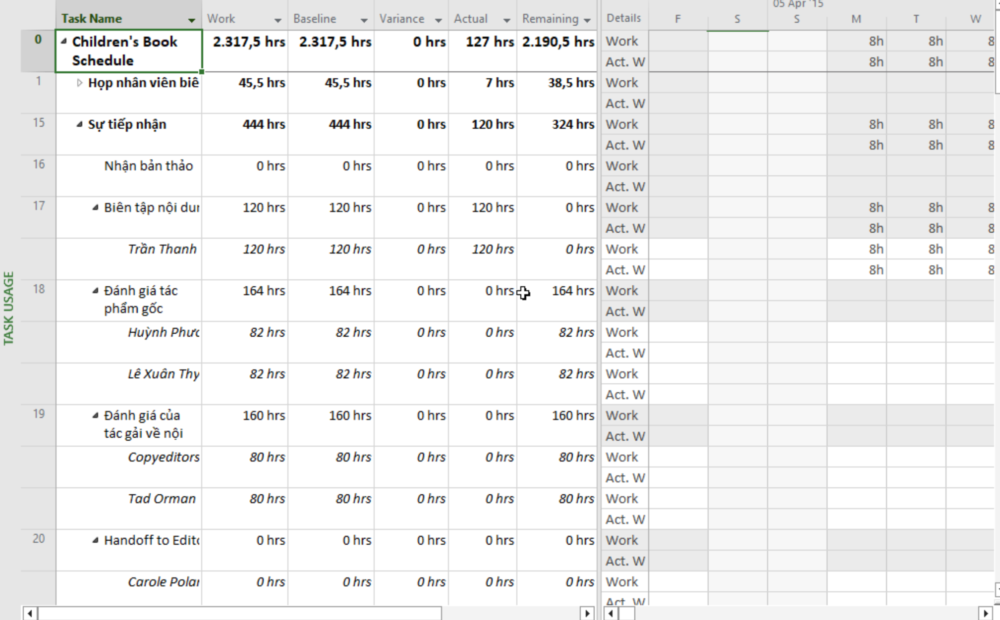 05 Apr '15
Task Name Work Baseline Variance Actual Remaining Details F S S M T W
0 Children's Book 2.317,5 hrs 2.317,5 hrs 0 hrs 127 hrs 2.190,5 hrs Work 8h 8h 8
Schedule Act. W 8h 8h 8
1 Họp nhân viên biê 45,5 hrs 45,5 hrs 0 hrs 7 hrs 38,5 hrs Work
Act. W
15 Sự tiếp nhận 444 hrs 444 hrs 0 hrs 120 hrs 324 hrs Work 8h 8h 8
Act. W 8h 8h 8
16 Nhận bản thảo 0 hrs 0 hrs 0 hrs 0 hrs 0 hrs Work
Act. W
17 Biên tập nội dun 120 hrs 120 hrs 0 hrs 120 hrs 0 hrs Work 8h 8h 8
Act. W 8h 8h 8
Trần Thanh 120 hrs 120 hrs 0 hrs 120 hrs 0 hrs Work 8h 8h 8
Act. W 8h 8h 8
TASK USAGE
18 Đánh giá tác 164 hrs 164 hrs 0 hrs 0 hrs 164 hrs Work
phẩm gốc Act. W
Huỳnh Phươ 82 hrs 82 hrs 0 hrs 0 hrs 82 hrs Work
Act. W
Lê Xuân Thy 82 hrs 82 hrs 0 hrs 0 hrs 82 hrs Work
Act. W
19 Đánh giá của 160 hrs 160 hrs 0 hrs 0 hrs 160 hrs Work
tác gải về nội Act. W
Copyeditors 80 hrs 80 hrs 0 hrs 0 hrs 80 hrs Work
Act. W
Tad Orman 80 hrs 80 hrs 0 hrs 0 hrs 80 hrs Work
Act. W
20 Handoff to Edito 0 hrs 0 hrs 0 hrs 0 hrs 0 hrs Work
Act. W
Carole Polan 0 hrs 0 hrs 0 hrs 0 hrs 0 hrs Work
Act. W